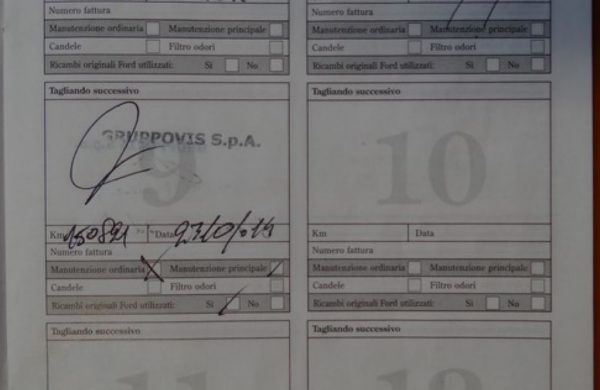 Numero fattura
Numero fattura
Manutenzione ordinaria Manutenzione principale
Manutenzione ordinaria Manutenzione principale
Candele Filtro odori
Candele Filtro odori
Ricambi originali Ford utilizzati: Sì No
Ricambi originali Ford utilizzati: Sì No
Tagliando successivo
9
GRUPPOVIS S.p.A.
Km 150891 Data
Numero fattura
Manutenzione ordinaria Manutenzione principale
Candele Filtro odori
Ricambi originali Ford utilizzati: Sì No
Tagliando successivo
10
Km Data
Numero fattura
Manutenzione ordinaria Manutenzione principale
Candele Filtro odori
Ricambi originali Ford utilizzati: Sì No
Tagliando successivo
11
Tagliando successivo
12